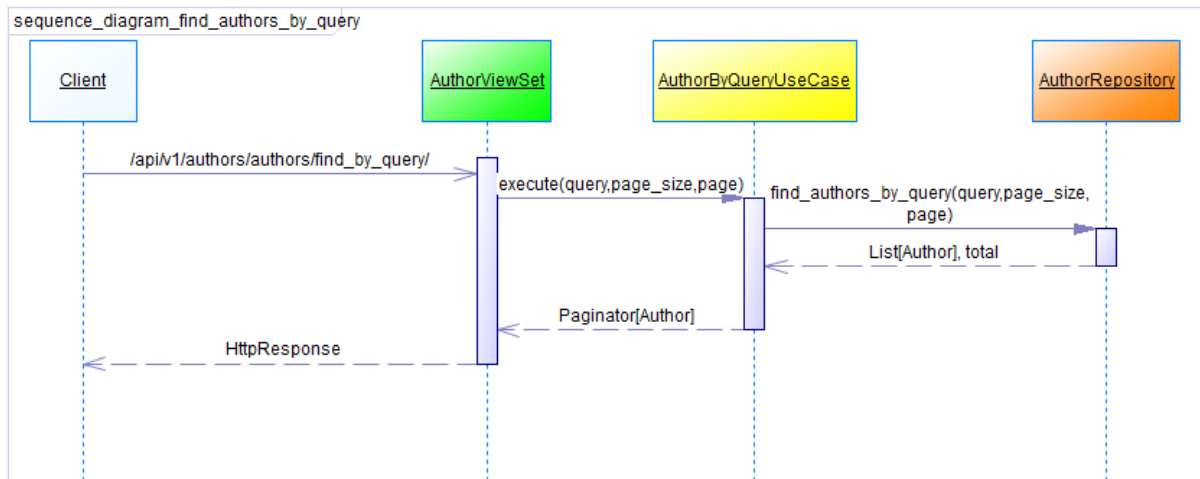 sequence_diagram_find_authors_by_query
Client
AuthorViewSet
AuthorByQueryUseCase
AuthorRepository
/api/v1/authors/authors/find_by_query/
execute(query,page_size,page)
find_authors_by_query(query,page_size,
page)
List[Author], total
Paginator[Author]
HttpResponse